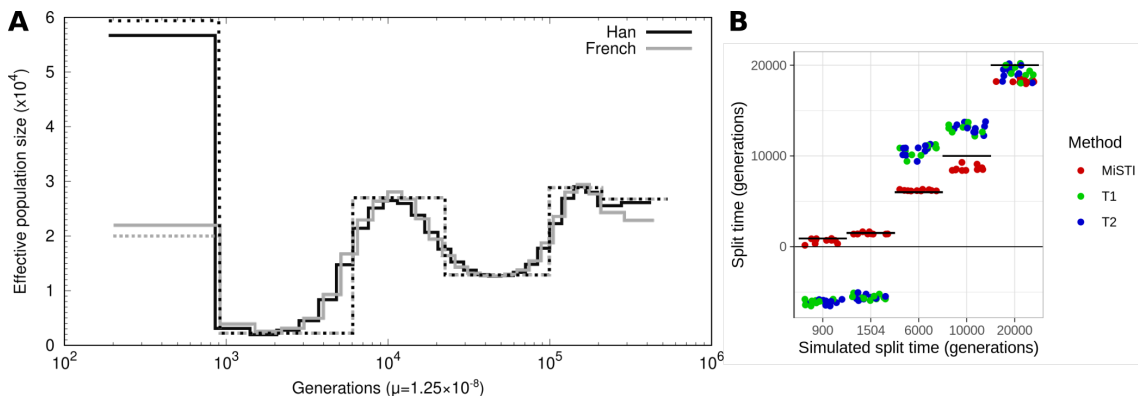 A
Effective population size (x10⁴)
6
5
4
3
2
1
0
Han
French
10² 10³ 10⁴ 10⁵ 10⁶
Generations (μ=1.25×10⁻⁸)
B
Split time (generations)
20000
10000
0
900 1504 6000 10000 20000
Simulated split time (generations)
Method
MiSTI
T1
T2